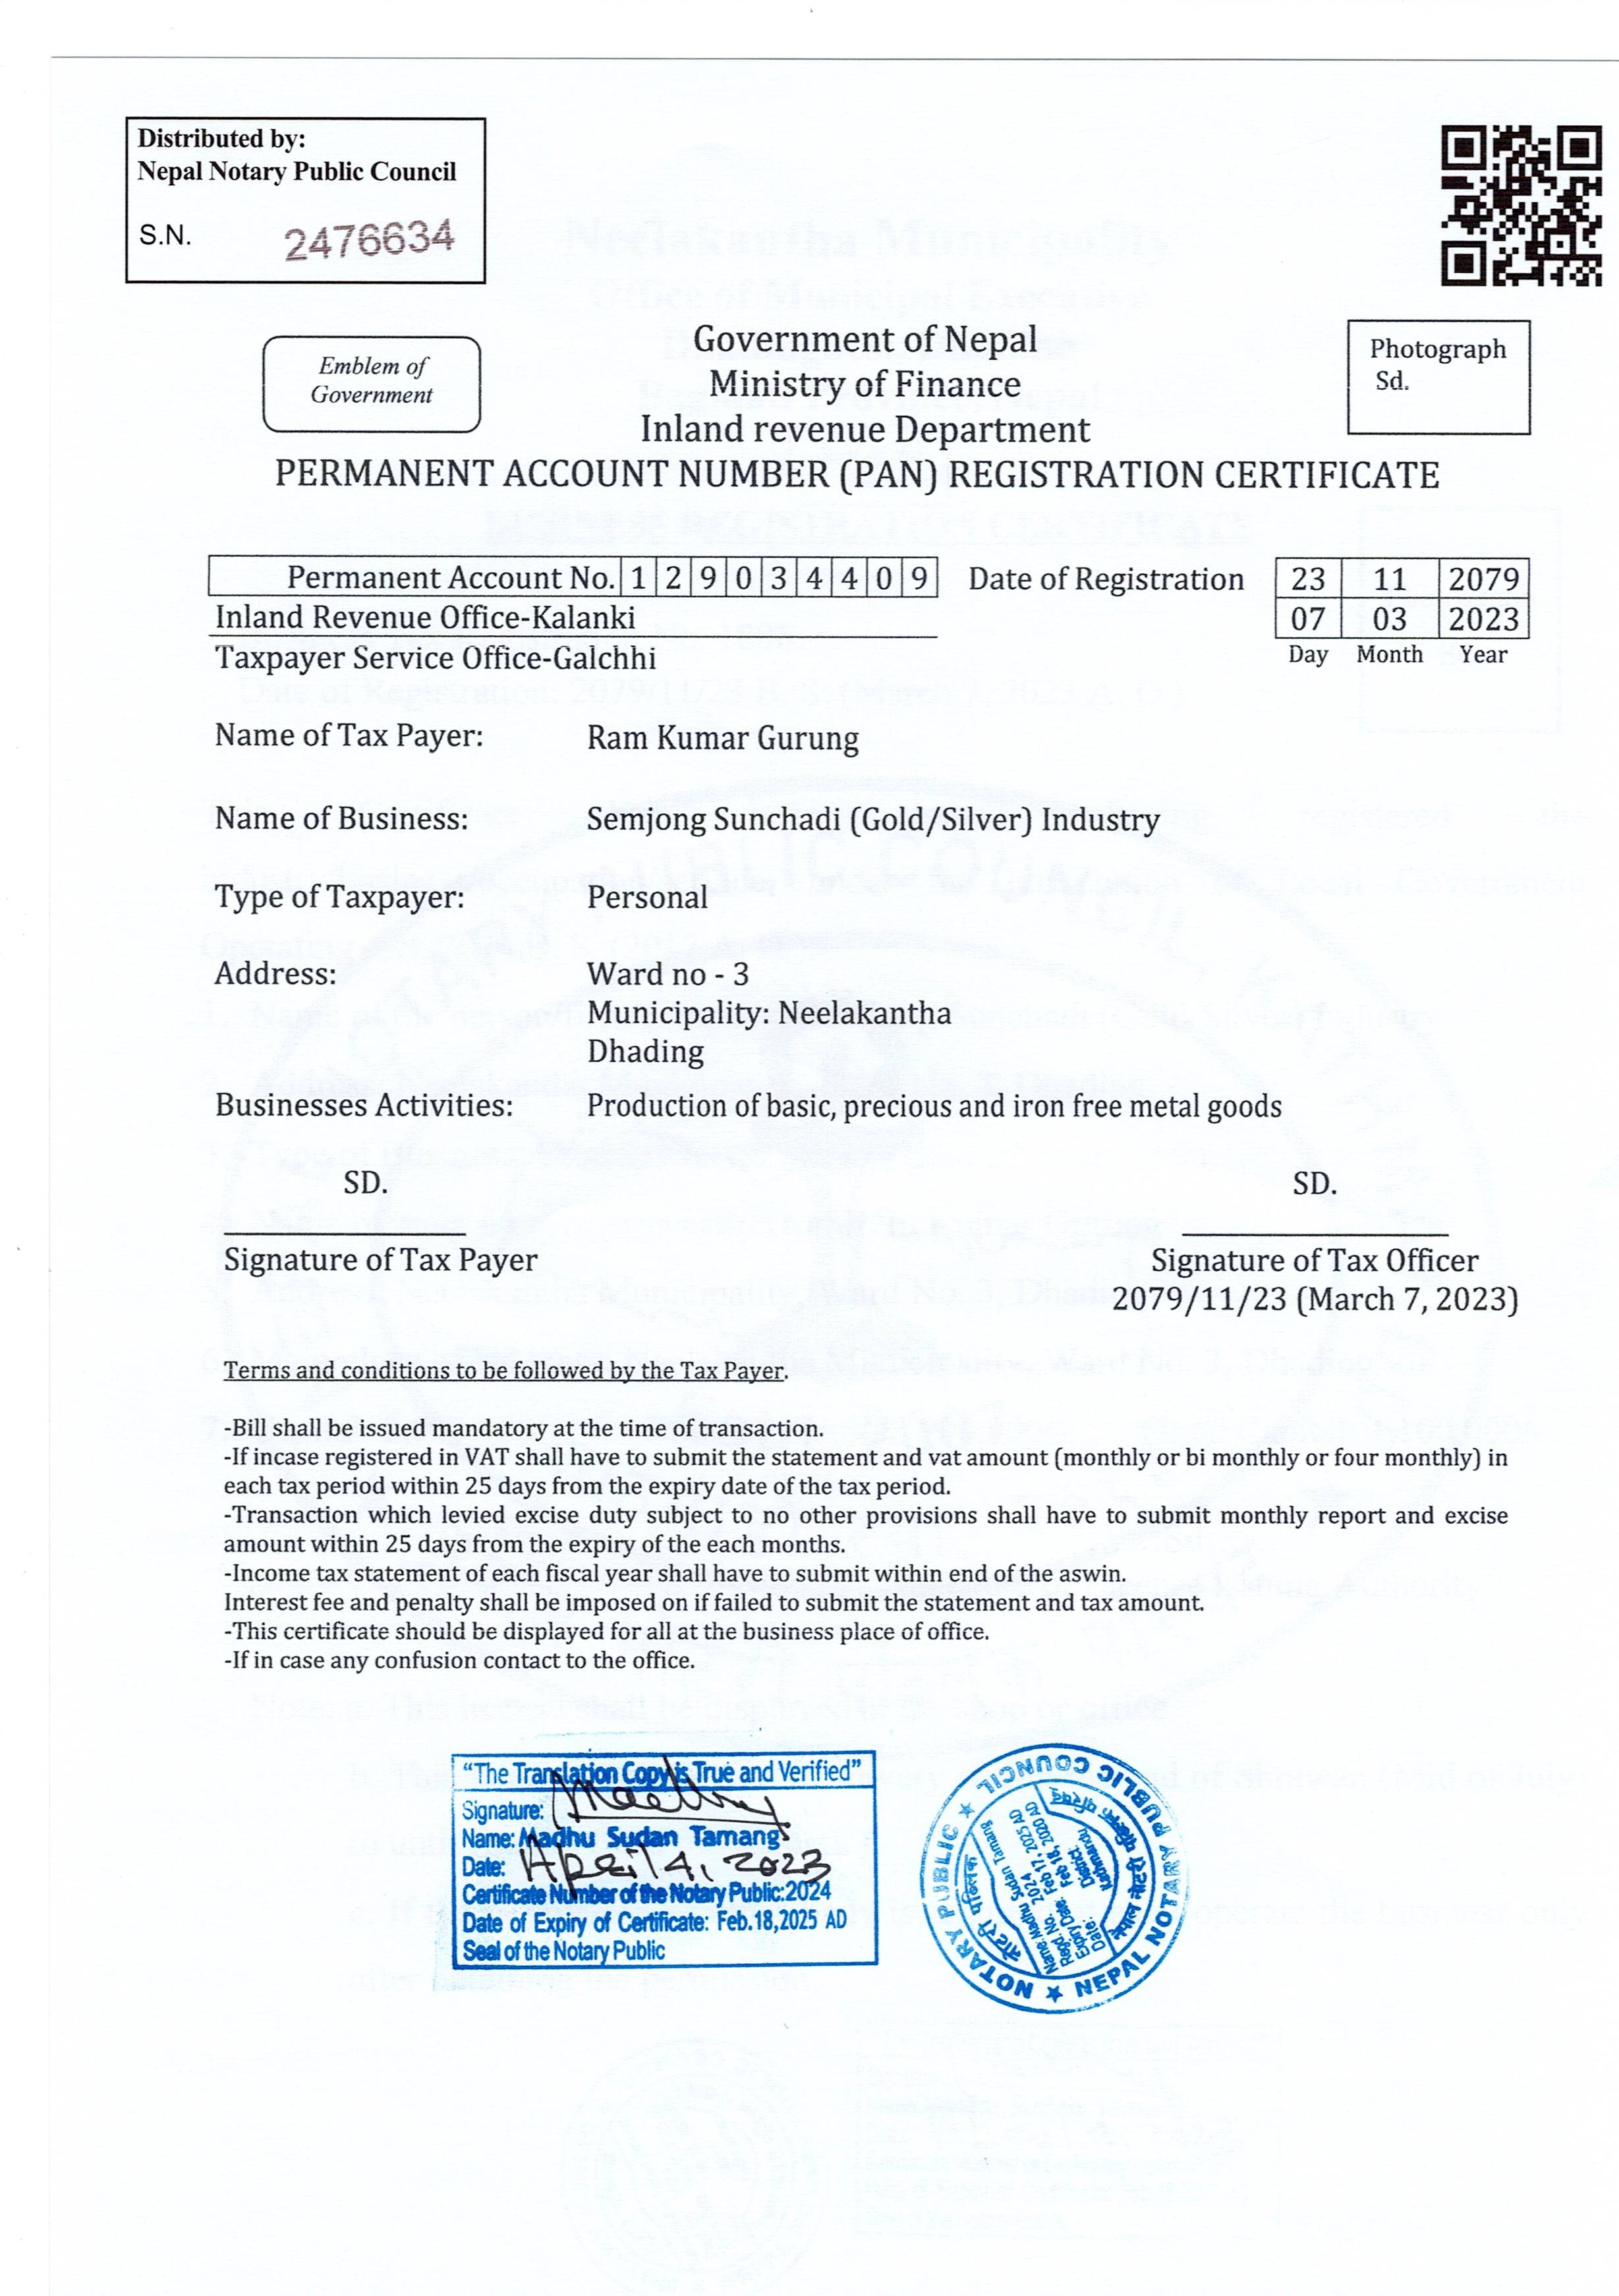 Distributed by:
Nepal Notary Public Council
S.N. 2476634
Emblem of
Government
Government of Nepal
Ministry of Finance
Inland revenue Department
PERMANENT ACCOUNT NUMBER (PAN) REGISTRATION CERTIFICATE
Photograph
Sd.
Permanent Account No. 1 2 9 0 3 4 4 0 9 Date of Registration 23 11 2079
Inland Revenue Office-Kalanki 07 03 2023
Taxpayer Service Office-Galchhi Day Month Year
Name of Tax Payer: Ram Kumar Gurung
Name of Business: Semjong Sunchadi (Gold/Silver) Industry
Type of Taxpayer: Personal
Address: Ward no - 3
Municipality: Neelakantha
Dhading
Businesses Activities: Production of basic, precious and iron free metal goods
SD. SD.
Signature of Tax Payer Signature of Tax Officer
2079/11/23 (March 7, 2023)
Terms and conditions to be followed by the Tax Payer.
-Bill shall be issued mandatory at the time of transaction.
-If incase registered in VAT shall have to submit the statement and vat amount (monthly or bi monthly or four monthly) in
each tax period within 25 days from the expiry date of the tax period.
-Transaction which levied excise duty subject to no other provisions shall have to submit monthly report and excise
amount within 25 days from the expiry of the each months.
-Income tax statement of each fiscal year shall have to submit within end of the aswin.
Interest fee and penalty shall be imposed on if failed to submit the statement and tax amount.
-This certificate should be displayed for all at the business place of office.
-If in case any confusion contact to the office.
"The Translation Copy is True and Verified"
Signature:
Name: Madhu Sudan Tamang
Date: April 4, 2023
Certificate Number of the Notary Public:2024
Date of Expiry of Certificate: Feb.18,2025 AD
Seal of the Notary Public
NOTARY PUBLIC ★ NEPAL NOTARY PUBLIC COUNCIL ★
नोटरी पब्लिक
Name:Madhu Sudan Tamang
Regd. No. 2024
Expiry Date: Feb 17, 2025 AD
Date: Feb 18, 2020 AD
District:
Kathmandu